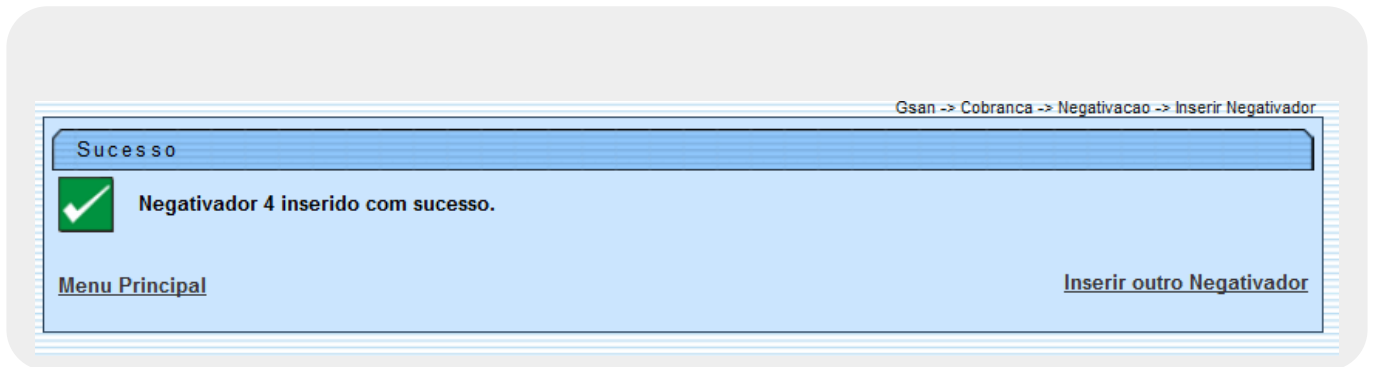 Gsan -> Cobranca -> Negativacao -> Inserir Negativador
Sucesso
Negativador 4 inserido com sucesso.
Menu Principal
Inserir outro Negativador